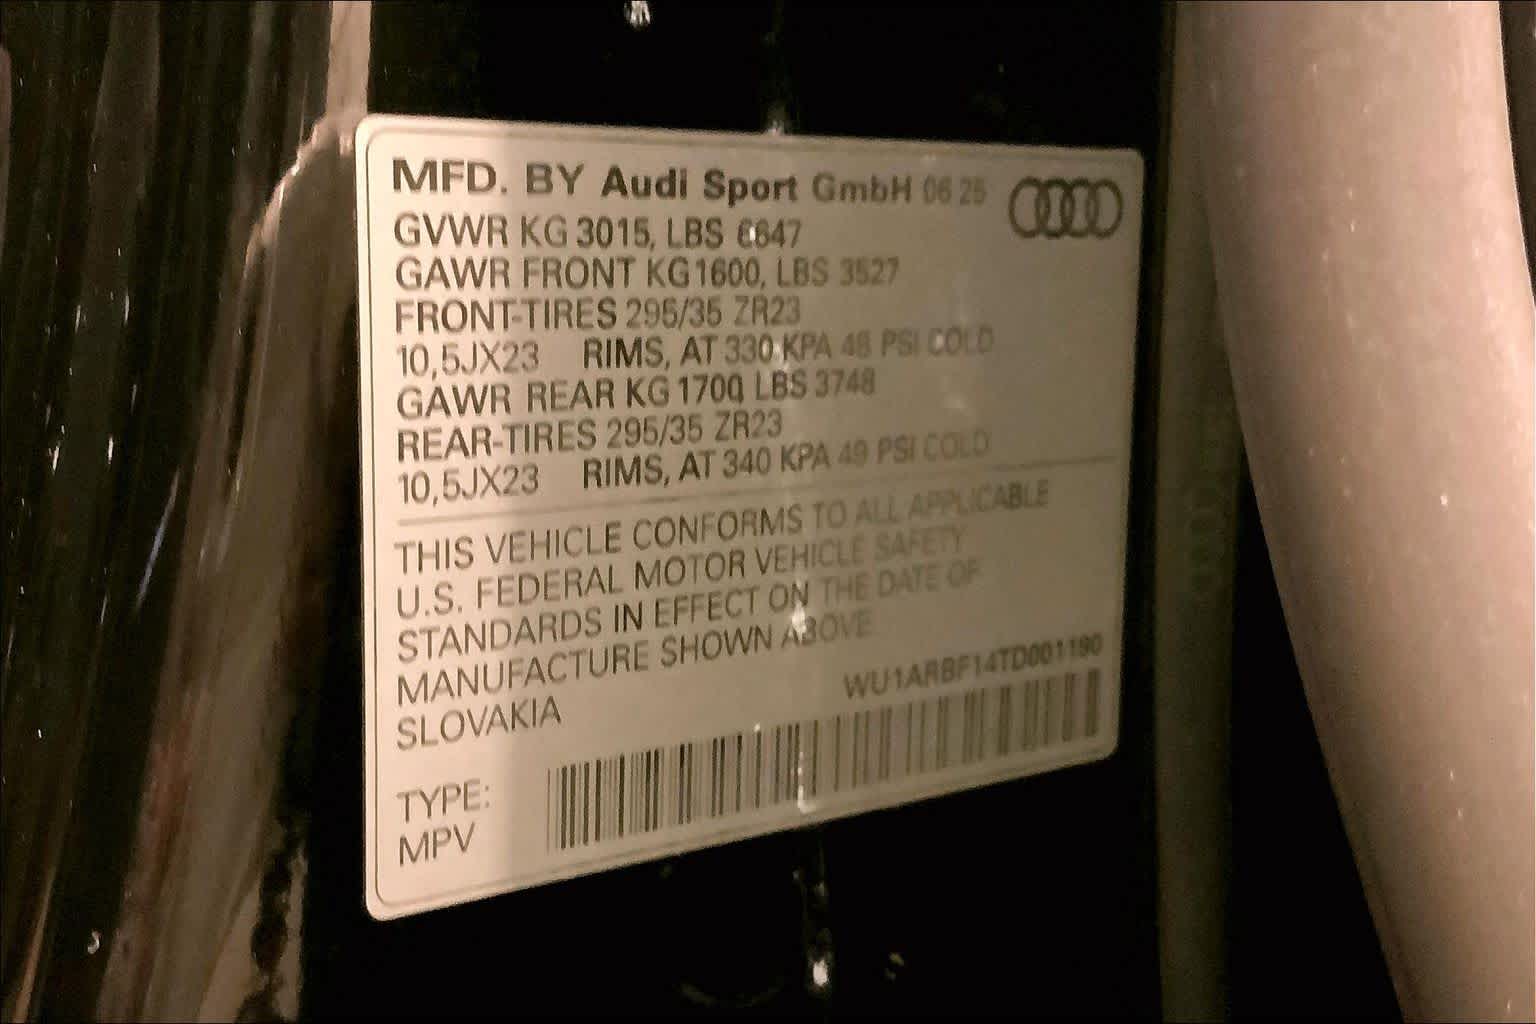 MFD. BY Audi Sport GmbH 06 25
GVWR KG 3015, LBS 6647
GAWR FRONT KG 1600, LBS 3527
FRONT-TIRES 295/35 ZR23
10,5JX23 RIMS, AT 330 KPA 48 PSI COLD
GAWR REAR KG 1700, LBS 3748
REAR-TIRES 295/35 ZR23
10,5JX23 RIMS, AT 340 KPA 49 PSI COLD
THIS VEHICLE CONFORMS TO ALL APPLICABLE
U.S. FEDERAL MOTOR VEHICLE SAFETY
STANDARDS IN EFFECT ON THE DATE OF
MANUFACTURE SHOWN ABOVE
SLOVAKIA
WU1ARBF14TD001190
TYPE:
MPV